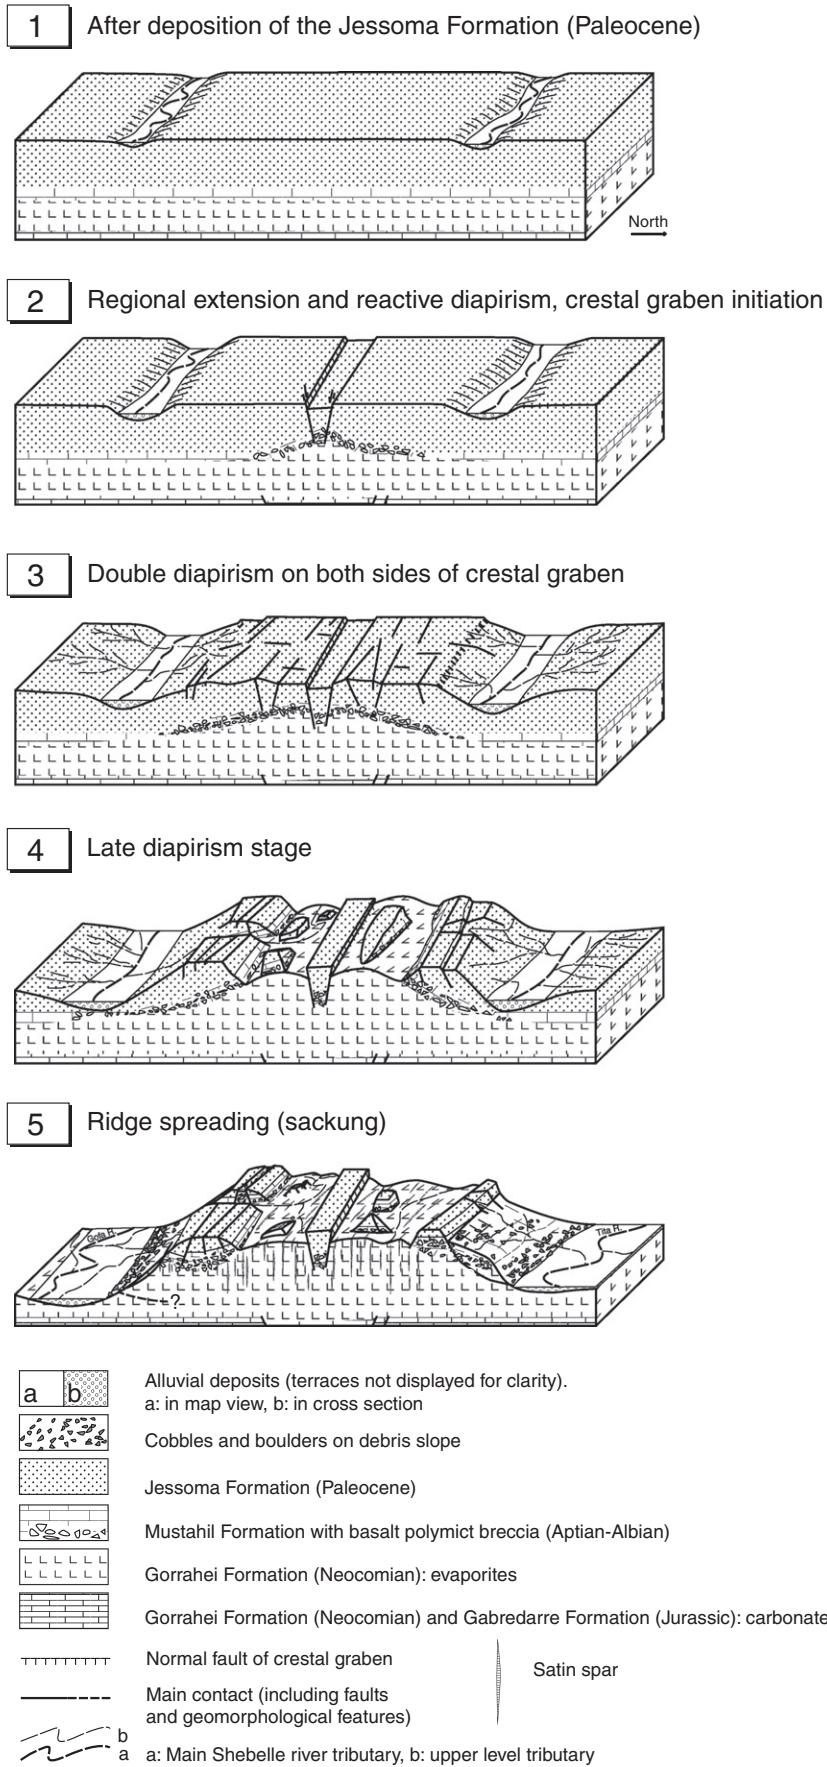 1 After deposition of the Jessoma Formation (Paleocene)
North
2 Regional extension and reactive diapirism, crestal graben initiation
3 Double diapirism on both sides of crestal graben
4 Late diapirism stage
5 Ridge spreading (sackung)
Gota R.
Tita R.
?
a b
Alluvial deposits (terraces not displayed for clarity).
a: in map view, b: in cross section
Cobbles and boulders on debris slope
Jessoma Formation (Paleocene)
Mustahil Formation with basalt polymict breccia (Aptian-Albian)
Gorrahei Formation (Neocomian): evaporites
Gorrahei Formation (Neocomian) and Gabredarre Formation (Jurassic): carbonate
Normal fault of crestal graben
Satin spar
Main contact (including faults
and geomorphological features)
b
a a: Main Shebelle river tributary, b: upper level tributary